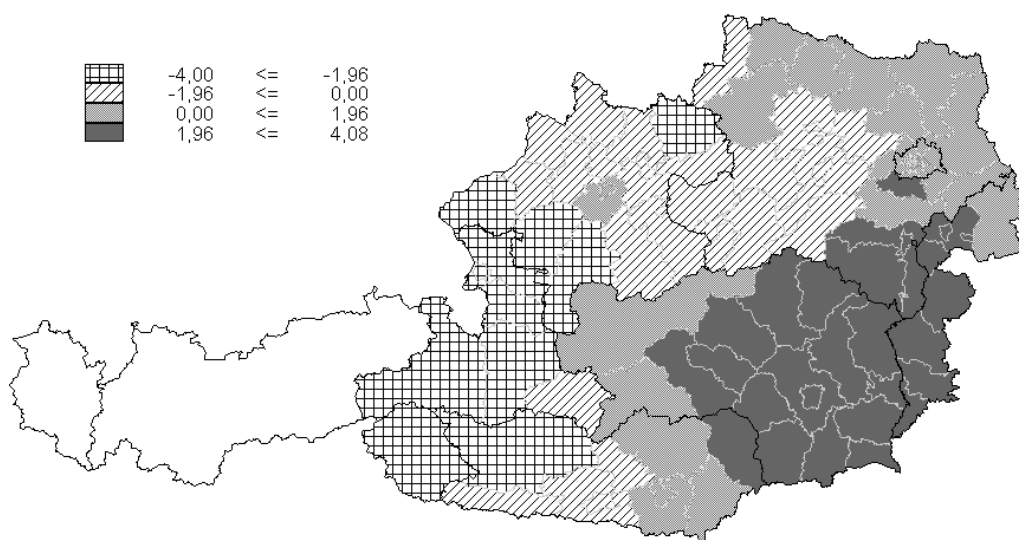 -4,00 <= -1,96
-1,96 <= 0,00
0,00 <= 1,96
1,96 <= 4,08